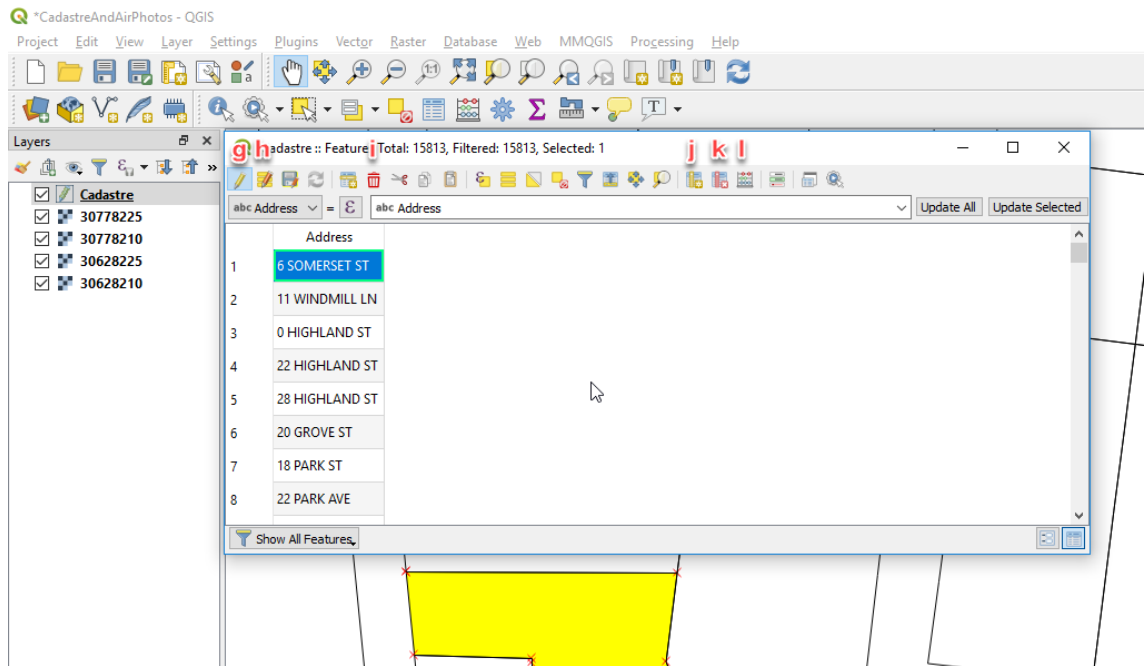 *CadastreAndAirPhotos - QGIS
Project Edit View Layer Settings Plugins Vector Raster Database Web MMQGIS Processing Help
1:1
T
Layers
Cadastre
30778225
30778210
30628225
30628210
g h i j k l
adastre :: Feature Total: 15813, Filtered: 15813, Selected: 1
abc Address = ε abc Address Update All Update Selected
Address
1 6 SOMERSET ST
2 11 WINDMILL LN
3 0 HIGHLAND ST
4 22 HIGHLAND ST
5 28 HIGHLAND ST
6 20 GROVE ST
7 18 PARK ST
8 22 PARK AVE
Show All Features